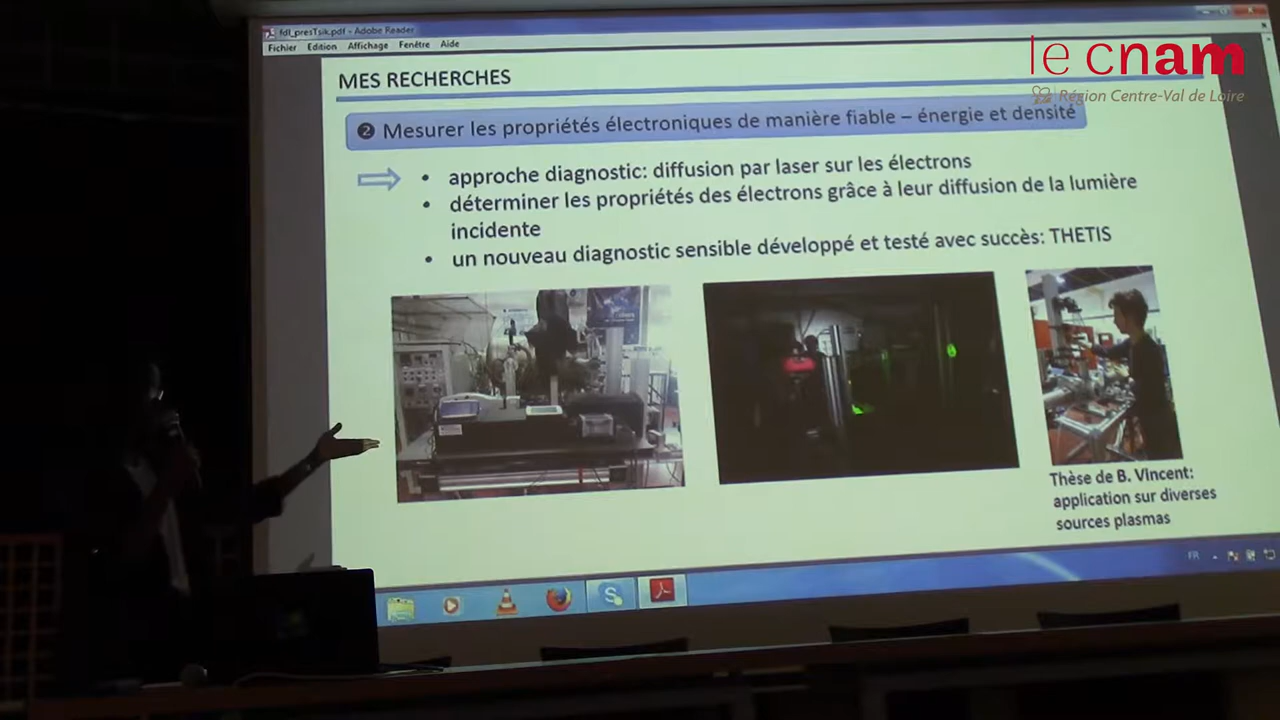 fdl_presTsik.pdf - Adobe Reader
Fichier Edition Affichage Fenêtre Aide
le cnam
Région Centre-Val de Loire
MES RECHERCHES
❷ Mesurer les propriétés électroniques de manière fiable – énergie et densité
• approche diagnostic: diffusion par laser sur les électrons
• déterminer les propriétés des électrons grâce à leur diffusion de la lumière
incidente
• un nouveau diagnostic sensible développé et testé avec succès: THETIS
Thèse de B. Vincent:
application sur diverses
sources plasmas
FR